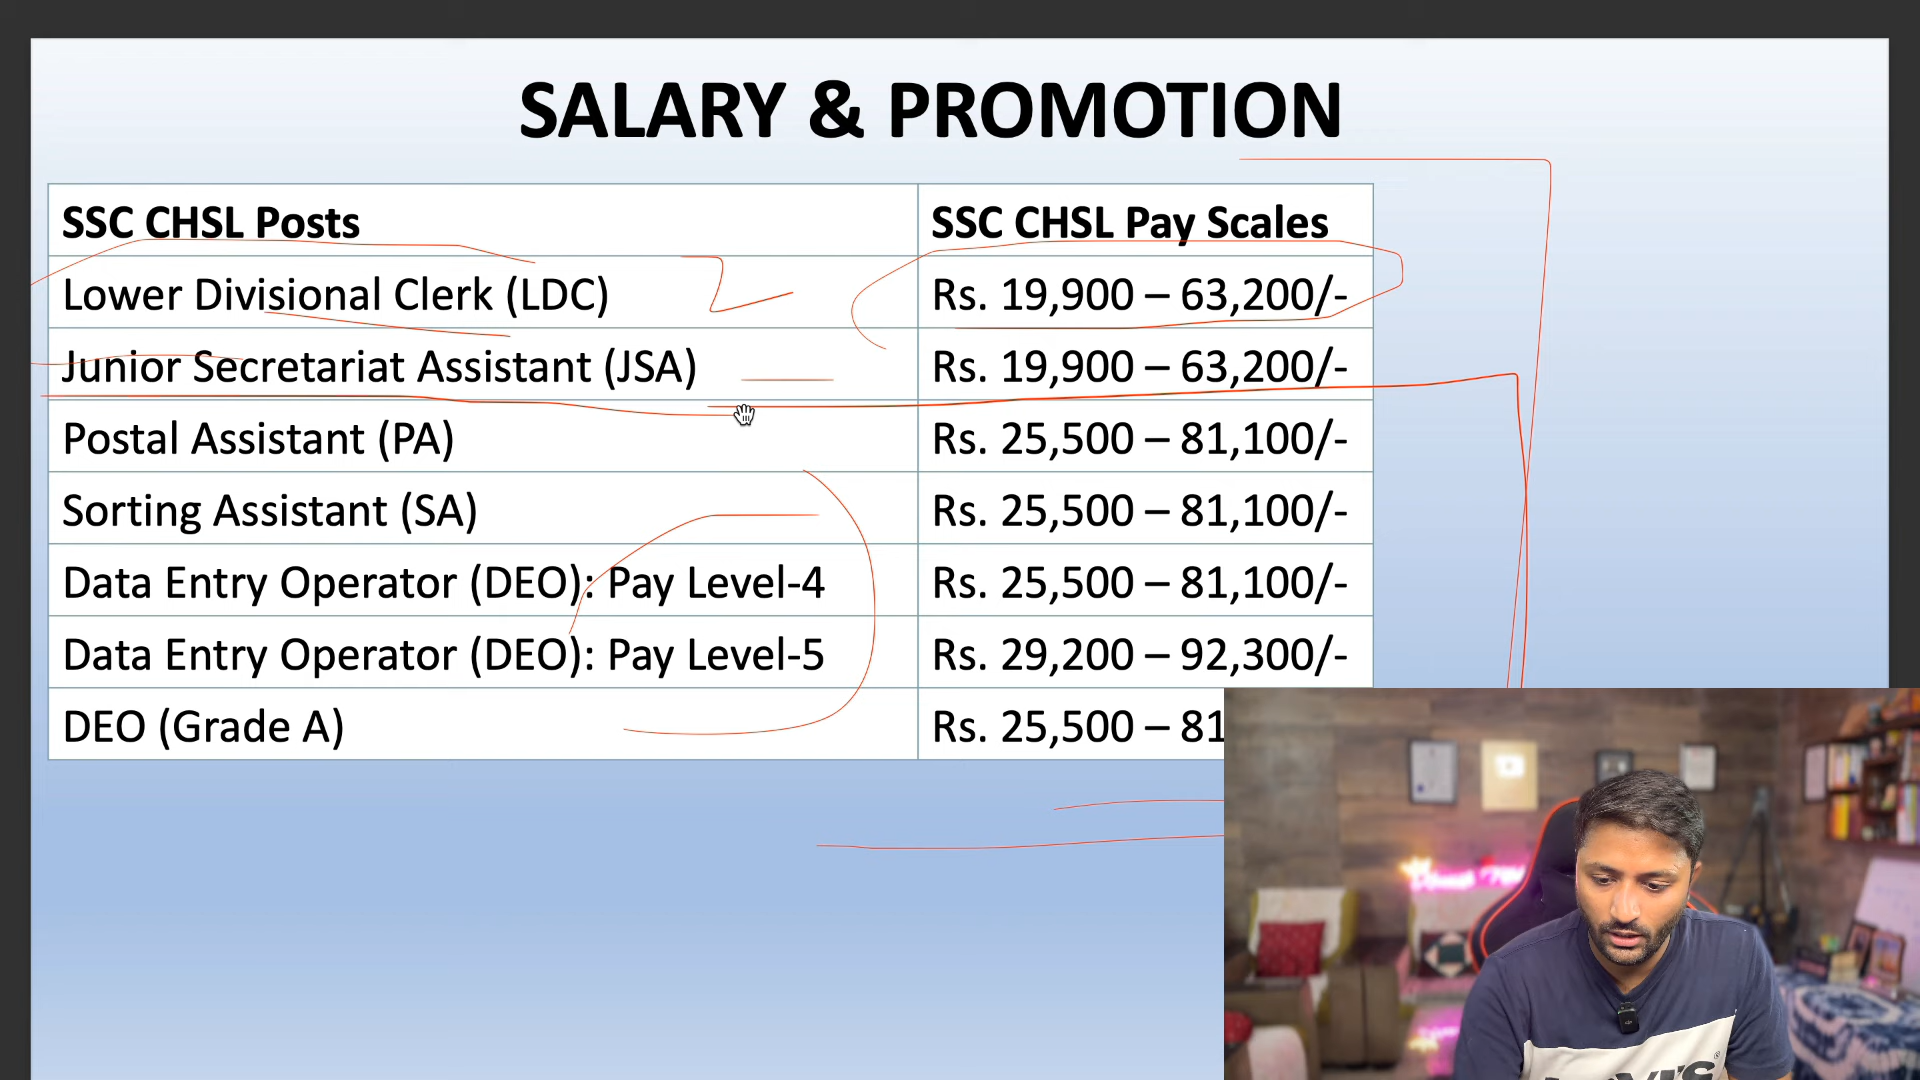 SALARY & PROMOTION
SSC CHSL Posts SSC CHSL Pay Scales
Lower Divisional Clerk (LDC) Rs. 19,900 – 63,200/-
Junior Secretariat Assistant (JSA) Rs. 19,900 – 63,200/-
Postal Assistant (PA) Rs. 25,500 – 81,100/-
Sorting Assistant (SA) Rs. 25,500 – 81,100/-
Data Entry Operator (DEO): Pay Level-4 Rs. 25,500 – 81,100/-
Data Entry Operator (DEO): Pay Level-5 Rs. 29,200 – 92,300/-
DEO (Grade A) Rs. 25,500 – 81